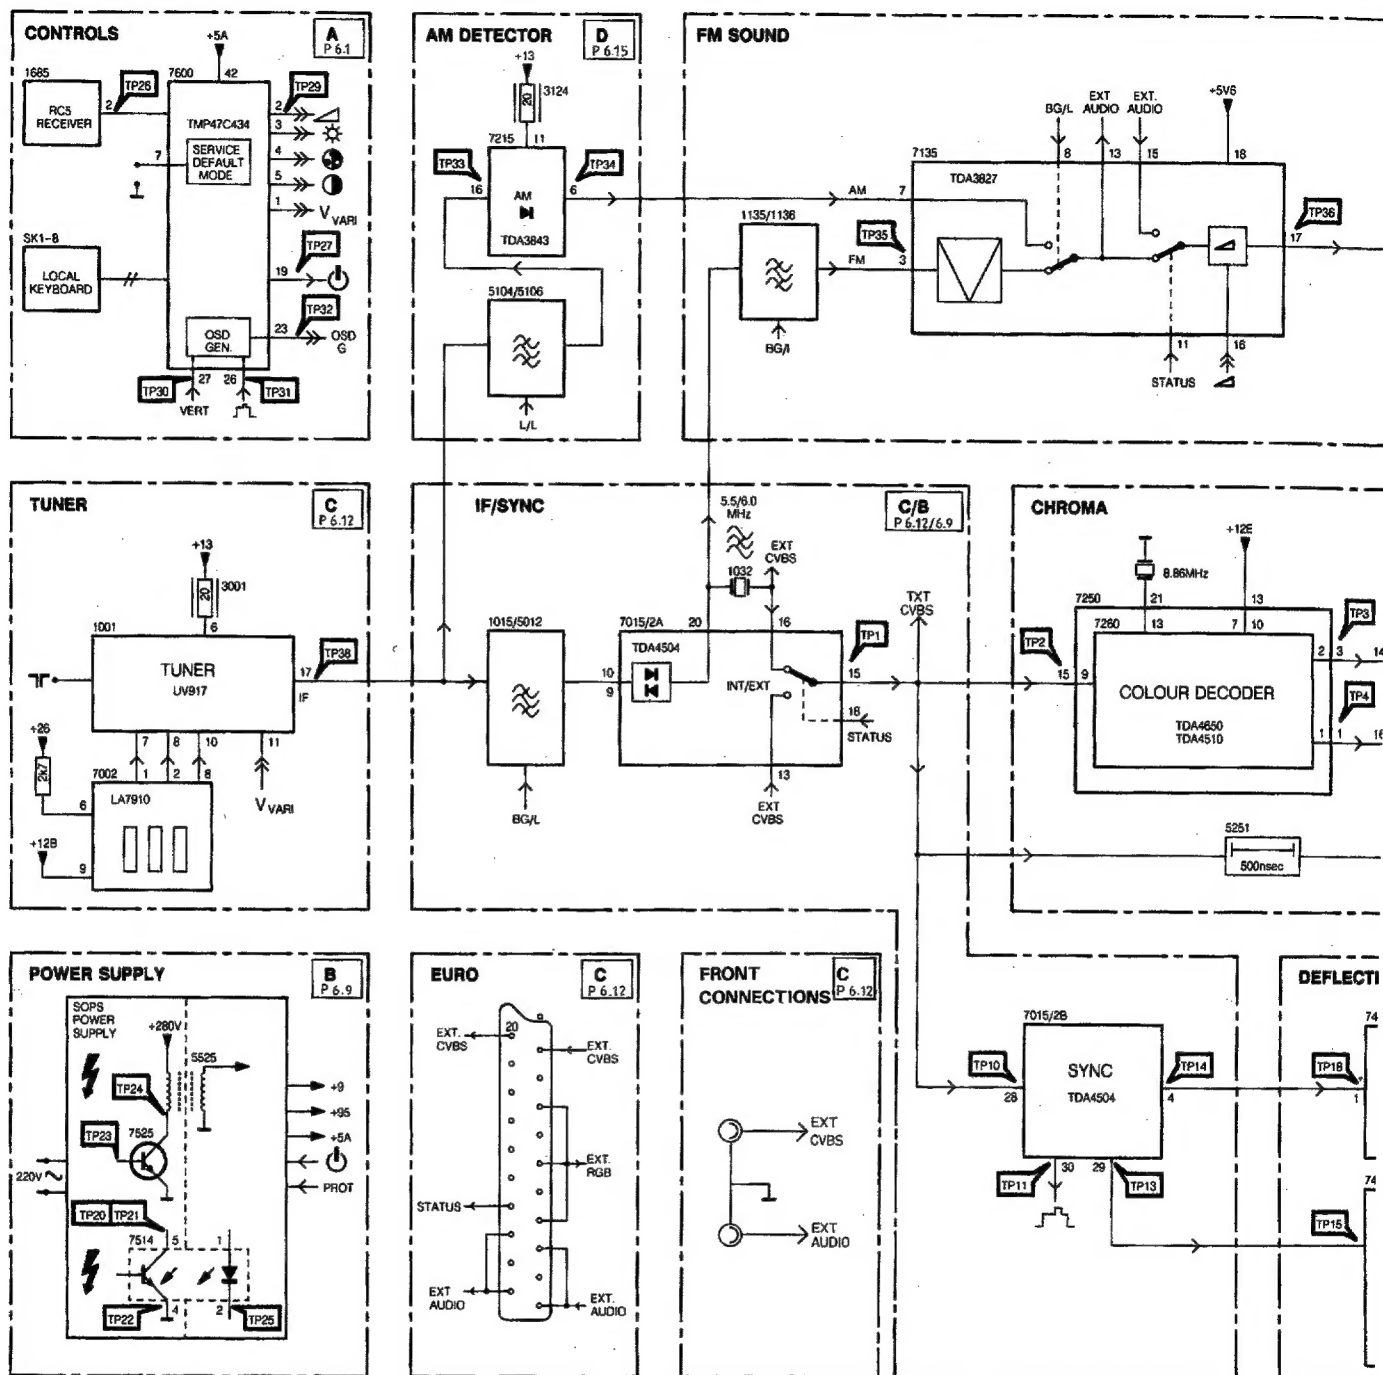 CONTROLS
A
P 6.1
+5A
1685
7600
42
TP26
TP29
2
RC5
RECEIVER
TMP47C434
2
3
7
SERVICE
DEFAULT
MODE
4
5
1
V VARI
SK1-8
TP27
LOCAL
KEYBOARD
19
TP32
OSD
GEN.
23
OSD
G
TP30
27
26
TP31
VERT
AM DETECTOR
D
P 6.15
+13
20
3124
7215
11
TP33
TP34
16
AM
6
TDA3843
5104/5106
L/L
FM SOUND
BG/L
EXT
AUDIO
EXT.
AUDIO
+5V6
7135
8
13
15
18
TDA3827
AM
7
1135/1136
TP35
TP36
17
FM
3
BG/I
11
16
STATUS
TUNER
C
P 6.12
+13
20
3001
1001
6
TUNER
UV917
17
TP38
IF
+26
7
8
10
11
2k7
7002
1
2
8
LA7910
V VARI
6
+12B
9
IF/SYNC
C/B
P 6.12/6.9
5.5/6.0
MHz
EXT
CVBS
1032
1015/5012
7015/2A
20
16
TXT
CVBS
TDA4504
TP1
10
9
INT/EXT
15
18
STATUS
13
BG/L
EXT
CVBS
CHROMA
+12E
8.86MHz
7250
21
13
TP3
7260
13
7
10
TP2
15
9
2
3
14
COLOUR DECODER
TP4
TDA4650
TDA4510
1
1
16
5251
500nsec
POWER SUPPLY
B
P 6.9
SOPS
POWER
SUPPLY
+280V
5525
TP24
+9
+95
TP23
7525
+5A
220V
PROT
TP20
TP21
7514
5
1
TP22
4
2
TP25
EURO
C
P 6.12
20
EXT.
CVBS
EXT.
CVBS
EXT.
RGB
STATUS
EXT
AUDIO
EXT.
AUDIO
FRONT
CONNECTIONS
C
P 6.12
EXT
CVBS
EXT
AUDIO
7015/2B
TP10
SYNC
TP14
28
TDA4504
4
30
29
TP11
TP13
DEFLECTI
74
TP18
1
74
TP15